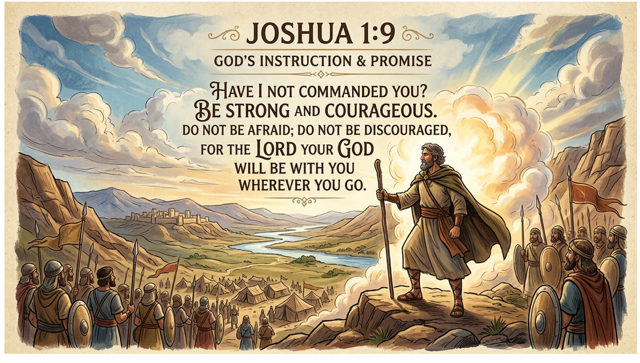 JOSHUA 1:9
GOD'S INSTRUCTION & PROMISE
HAVE I NOT COMMANDED YOU?
BE STRONG AND COURAGEOUS.
DO NOT BE AFRAID; DO NOT BE DISCOURAGED,
FOR THE LORD YOUR GOD
WILL BE WITH YOU
WHEREVER YOU GO.